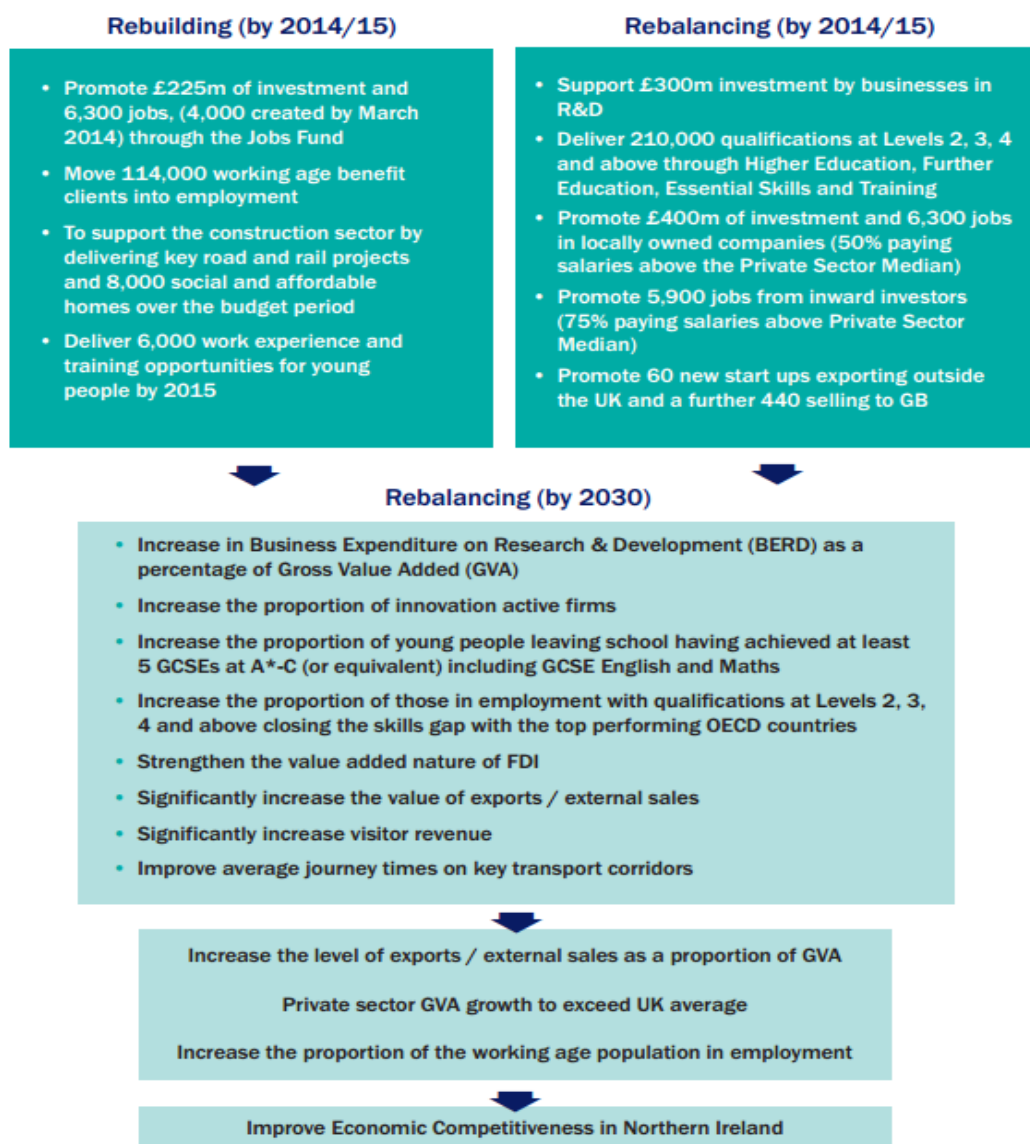 Rebuilding (by 2014/15)
• Promote £225m of investment and
6,300 jobs, (4,000 created by March
2014) through the Jobs Fund
• Move 114,000 working age benefit
clients into employment
• To support the construction sector by
delivering key road and rail projects
and 8,000 social and affordable
homes over the budget period
• Deliver 6,000 work experience and
training opportunities for young
people by 2015
Rebalancing (by 2014/15)
• Support £300m investment by businesses in
R&D
• Deliver 210,000 qualifications at Levels 2, 3, 4
and above through Higher Education, Further
Education, Essential Skills and Training
• Promote £400m of investment and 6,300 jobs
in locally owned companies (50% paying
salaries above the Private Sector Median)
• Promote 5,900 jobs from inward investors
(75% paying salaries above Private Sector
Median)
• Promote 60 new start ups exporting outside
the UK and a further 440 selling to GB
Rebalancing (by 2030)
• Increase in Business Expenditure on Research & Development (BERD) as a
percentage of Gross Value Added (GVA)
• Increase the proportion of innovation active firms
• Increase the proportion of young people leaving school having achieved at least
5 GCSEs at A*-C (or equivalent) including GCSE English and Maths
• Increase the proportion of those in employment with qualifications at Levels 2, 3,
4 and above closing the skills gap with the top performing OECD countries
• Strengthen the value added nature of FDI
• Significantly increase the value of exports / external sales
• Significantly increase visitor revenue
• Improve average journey times on key transport corridors
Increase the level of exports / external sales as a proportion of GVA
Private sector GVA growth to exceed UK average
Increase the proportion of the working age population in employment
Improve Economic Competitiveness in Northern Ireland